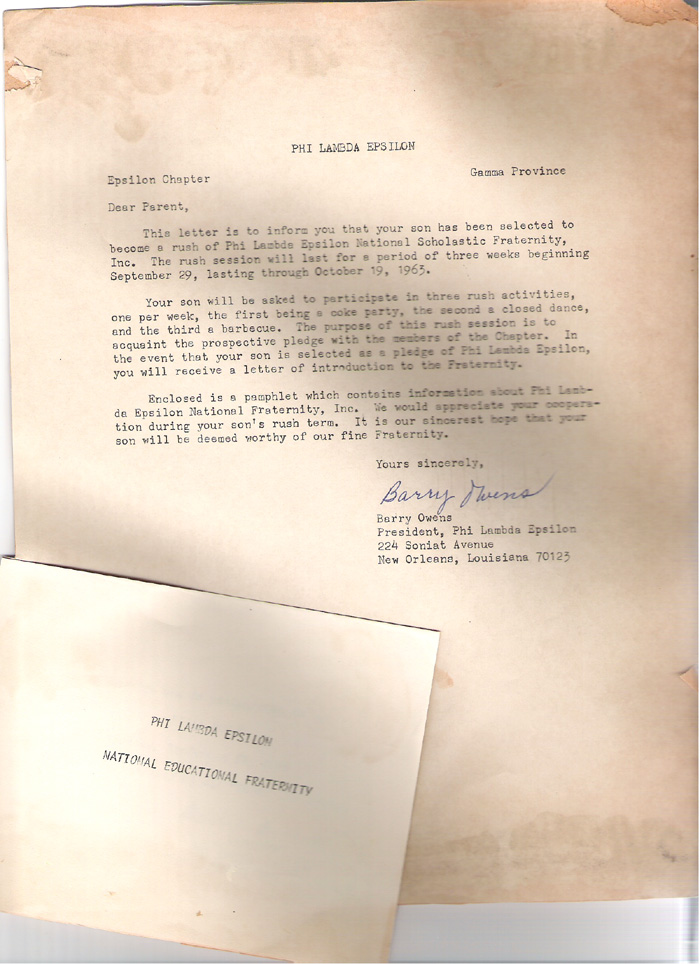 PHI LAMBDA EPSILON
Epsilon Chapter
Gamma Province
Dear Parent,
This letter is to inform you that your son has been selected to
become a rush of Phi Lambda Epsilon National Scholastic Fraternity,
Inc. The rush session will last for a period of three weeks beginning
September 29, lasting through October 19, 1963.
Your son will be asked to participate in three rush activities,
one per week, the first being a coke party, the second a closed dance,
and the third a barbecue. The purpose of this rush session is to
acquaint the prospective pledge with the members of the Chapter. In
the event that your son is selected as a pledge of Phi Lambda Epsilon,
you will receive a letter of introduction to the Fraternity.
Enclosed is a pamphlet which contains information about Phi Lamb-
da Epsilon National Fraternity, Inc. We would appreciate your coopera-
tion during your son's rush term. It is our sincerest hope that your
son will be deemed worthy of our fine Fraternity.
Yours sincerely,
Barry Owens
Barry Owens
President, Phi Lambda Epsilon
224 Soniat Avenue
New Orleans, Louisiana 70123
PHI LAMBDA EPSILON
NATIONAL EDUCATIONAL FRATERNITY